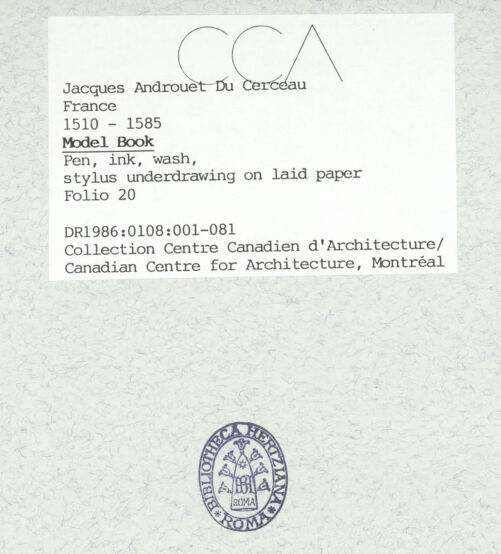 CCA
Jacques Androuet Du Cerceau
France
1510 - 1585
Model Book
Pen, ink, wash,
stylus underdrawing on laid paper
Folio 20
DR1986:0108:001-081
Collection Centre Canadien d'Architecture/
Canadian Centre for Architecture, Montréal
BIBLIOTHECA HERTZIANA
ROMA
ROMA